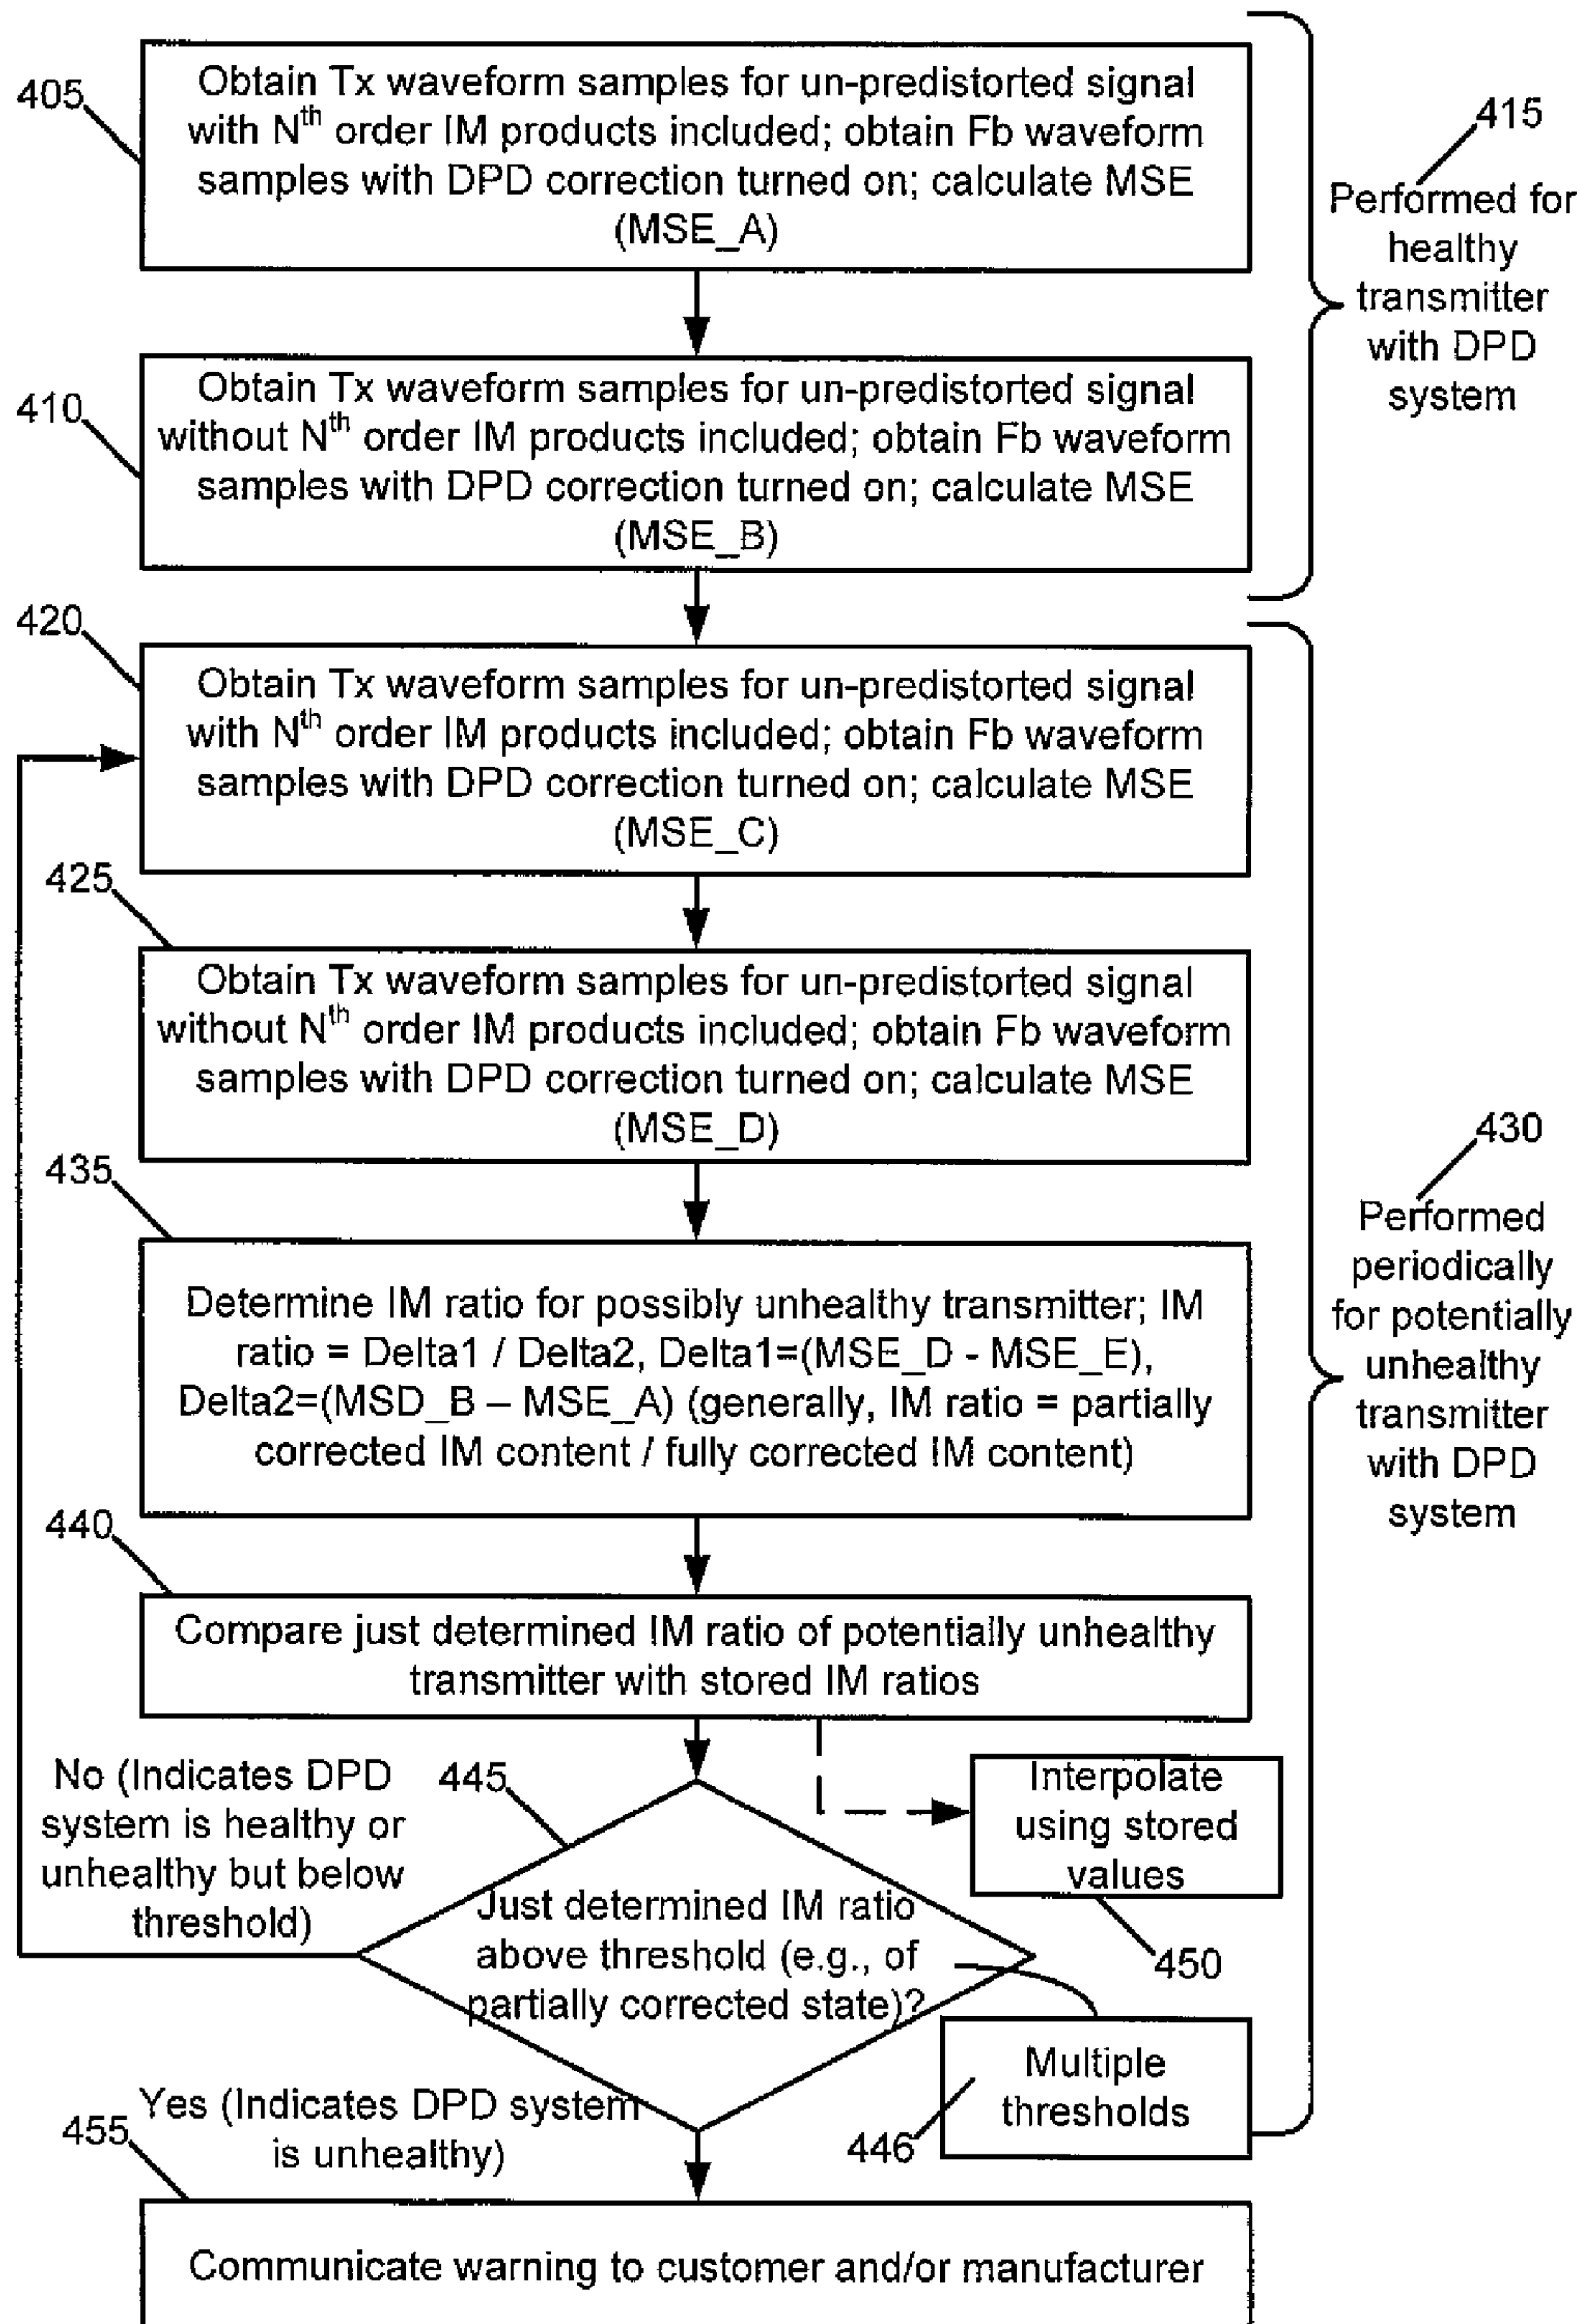 405
Obtain Tx waveform samples for un-predistorted signal
with Nth order IM products included; obtain Fb waveform
samples with DPD correction turned on; calculate MSE
(MSE_A)
415
Performed for
healthy
transmitter
with DPD
system
410
Obtain Tx waveform samples for un-predistorted signal
without Nth order IM products included; obtain Fb waveform
samples with DPD correction turned on; calculate MSE
(MSE_B)
420
Obtain Tx waveform samples for un-predistorted signal
with Nth order IM products included; obtain Fb waveform
samples with DPD correction turned on; calculate MSE
(MSE_C)
425
Obtain Tx waveform samples for un-predistorted signal
without Nth order IM products included; obtain Fb waveform
samples with DPD correction turned on; calculate MSE
(MSE_D)
430
Performed
periodically
for potentially
unhealthy
transmitter
with DPD
system
435
Determine IM ratio for possibly unhealthy transmitter; IM
ratio = Delta1 / Delta2, Delta1=(MSE_D - MSE_E),
Delta2=(MSD_B – MSE_A) (generally, IM ratio = partially
corrected IM content / fully corrected IM content)
440
Compare just determined IM ratio of potentially unhealthy
transmitter with stored IM ratios
No (Indicates DPD
system is healthy or
unhealthy but below
threshold)
445
Just determined IM ratio
above threshold (e.g., of
partially corrected state)?
Interpolate
using stored
values
450
Multiple
thresholds
446
Yes (Indicates DPD system
is unhealthy)
455
Communicate warning to customer and/or manufacturer